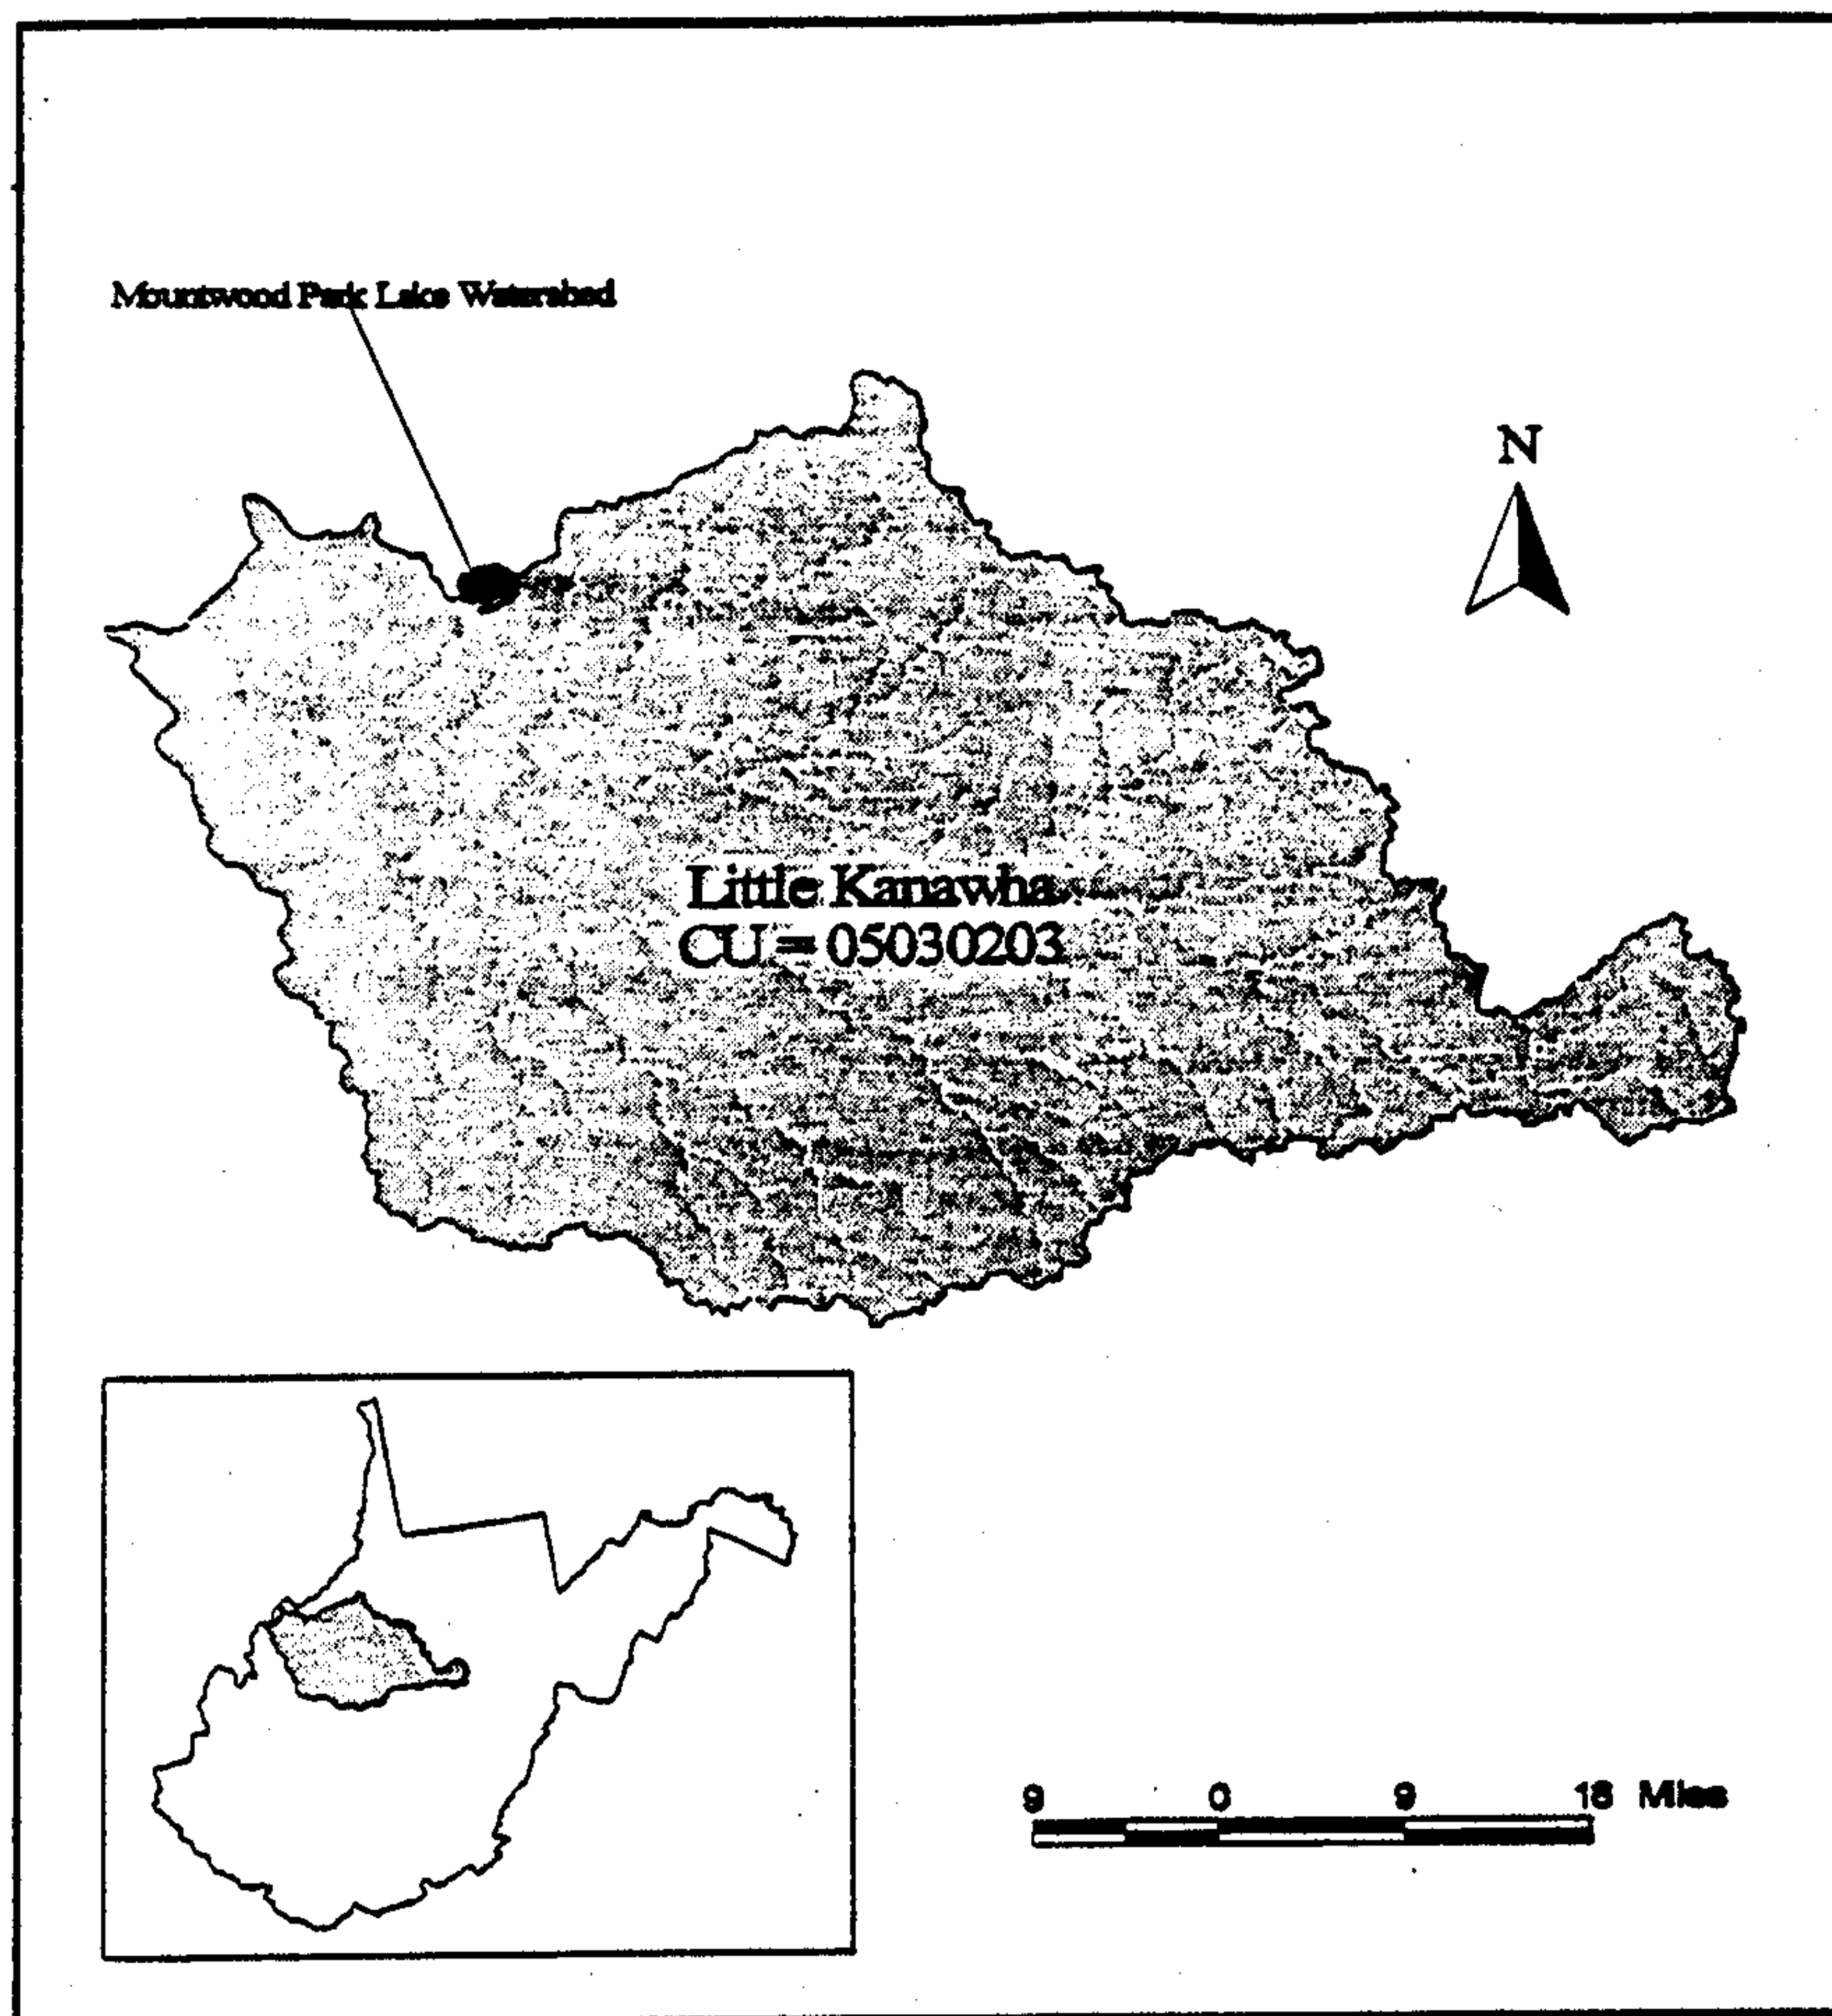 Mountwood Park Lake Watershed
N
Little Kanawha
CU = 05030203
9 0 9 18 Miles